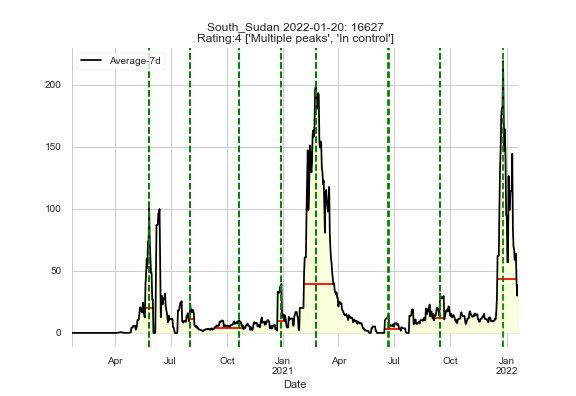 South_Sudan 2022-01-20: 16627
Rating:4 ['Multiple peaks', 'In control']
Average-7d
200
150
100
50
0
Apr Jul Oct Jan Apr Jul Oct Jan
2021 2022
Date